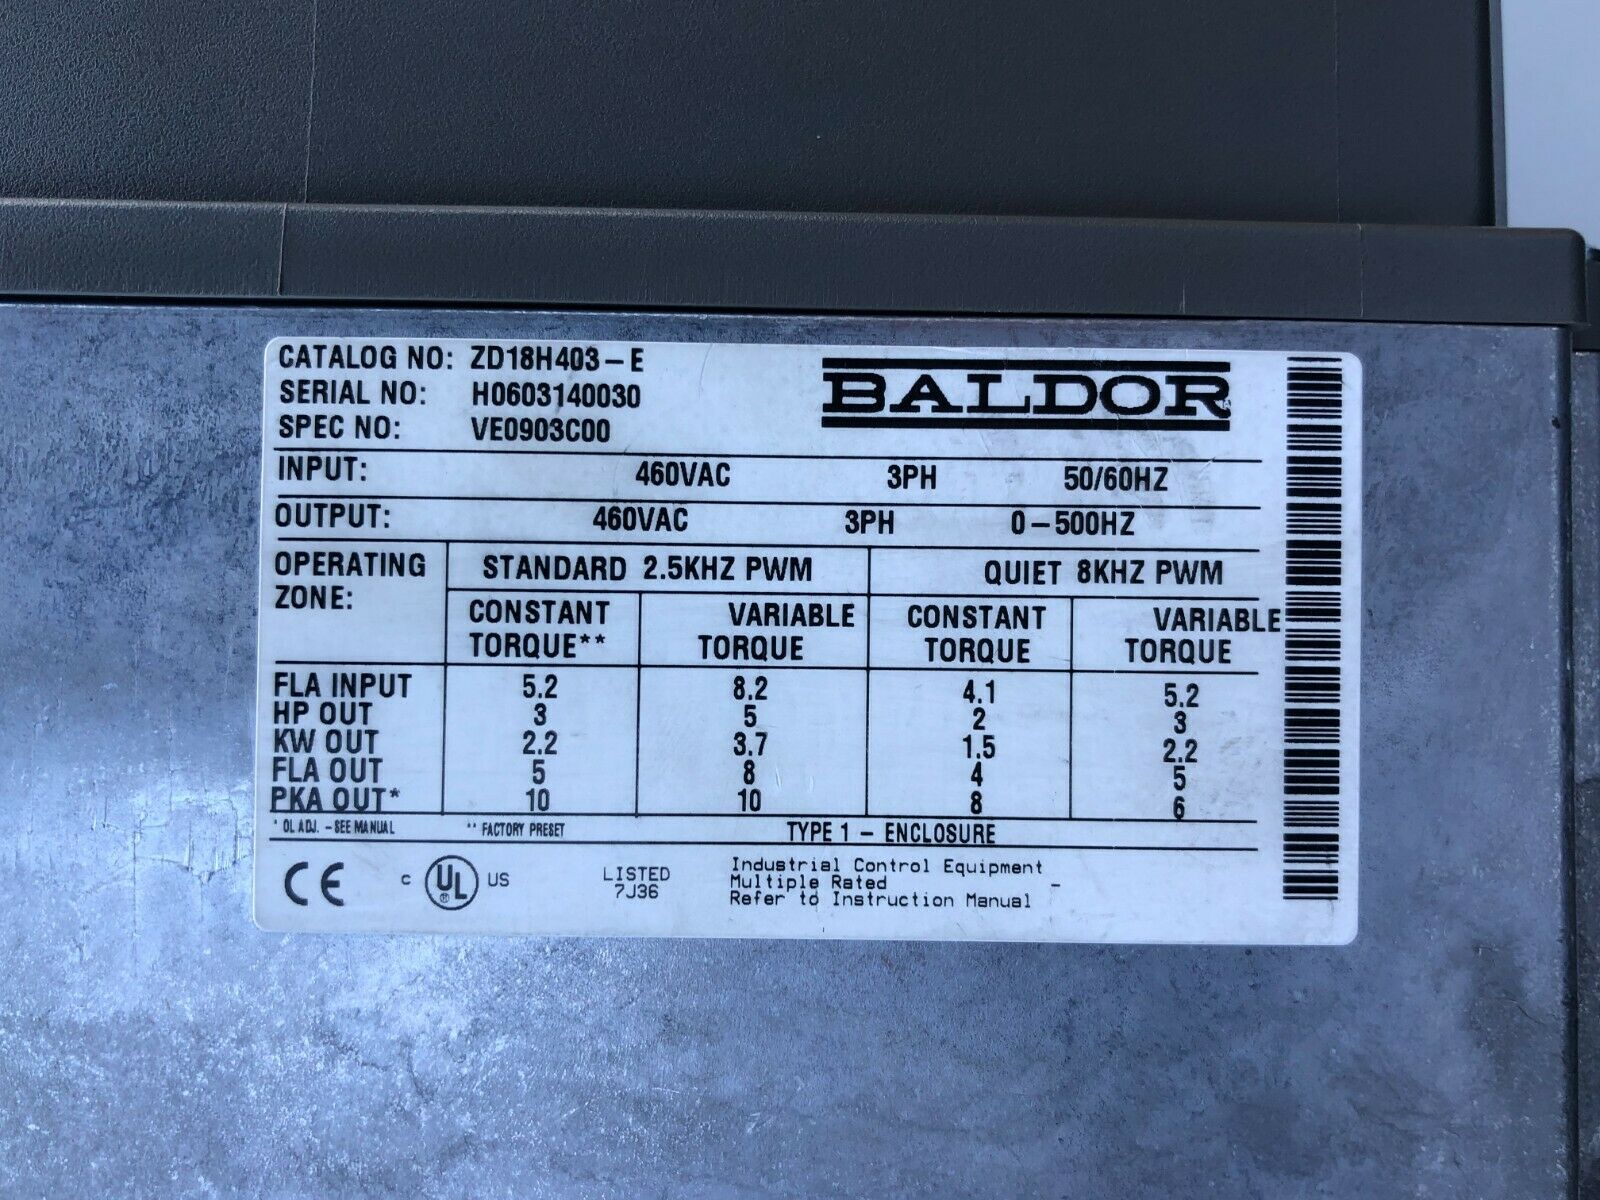 CATALOG NO: ZD18H403-E
BALDOR
SERIAL NO: H0603140030
SPEC NO: VE0903C00
INPUT: 460VAC 3PH 50/60HZ
OUTPUT: 460VAC 3PH 0-500HZ
OPERATING ZONE: STANDARD 2.5KHZ PWM QUIET 8KHZ PWM
CONSTANT TORQUE** VARIABLE TORQUE CONSTANT TORQUE VARIABLE TORQUE
FLA INPUT 5.2 8.2 4.1 5.2
HP OUT 3 5 2 3
KW OUT 2.2 3.7 1.5 2.2
FLA OUT 5 8 4 5
PKA OUT* 10 10 8 6
* OL ADJ. - SEE MANUAL ** FACTORY PRESET TYPE 1 - ENCLOSURE
CE c UL ® US LISTED 7J36
Industrial Control Equipment
Multiple Rated -
Refer to Instruction Manual